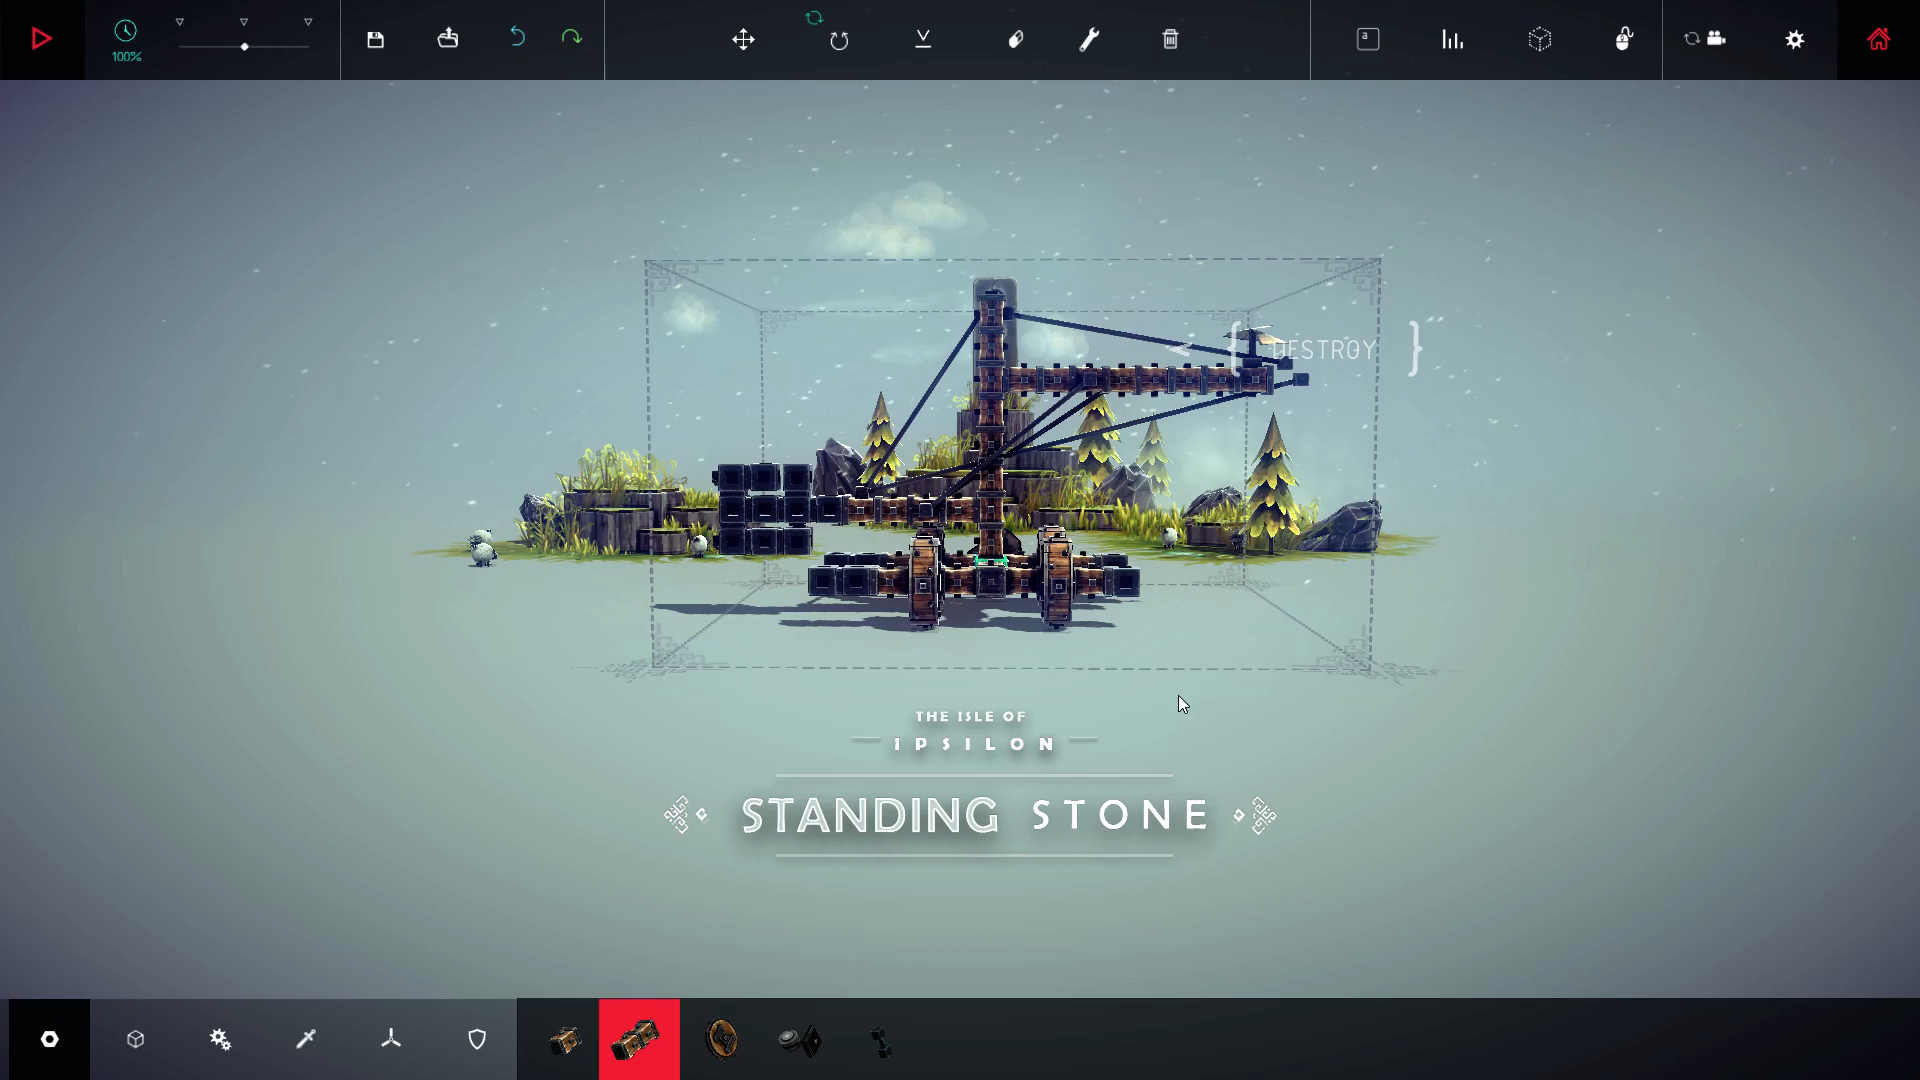 100%
a
DESTROY
THE ISLE OF
IPSILON
STANDING STONE